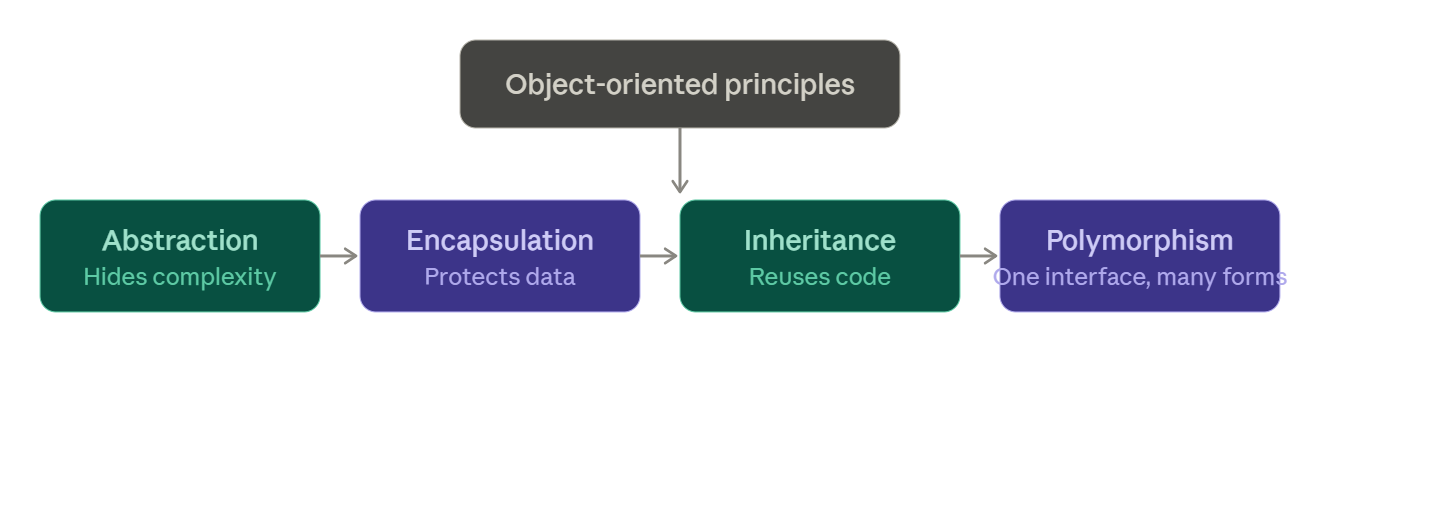 Object-oriented principles
Abstraction
Hides complexity
Encapsulation
Protects data
Inheritance
Reuses code
Polymorphism
One interface, many forms